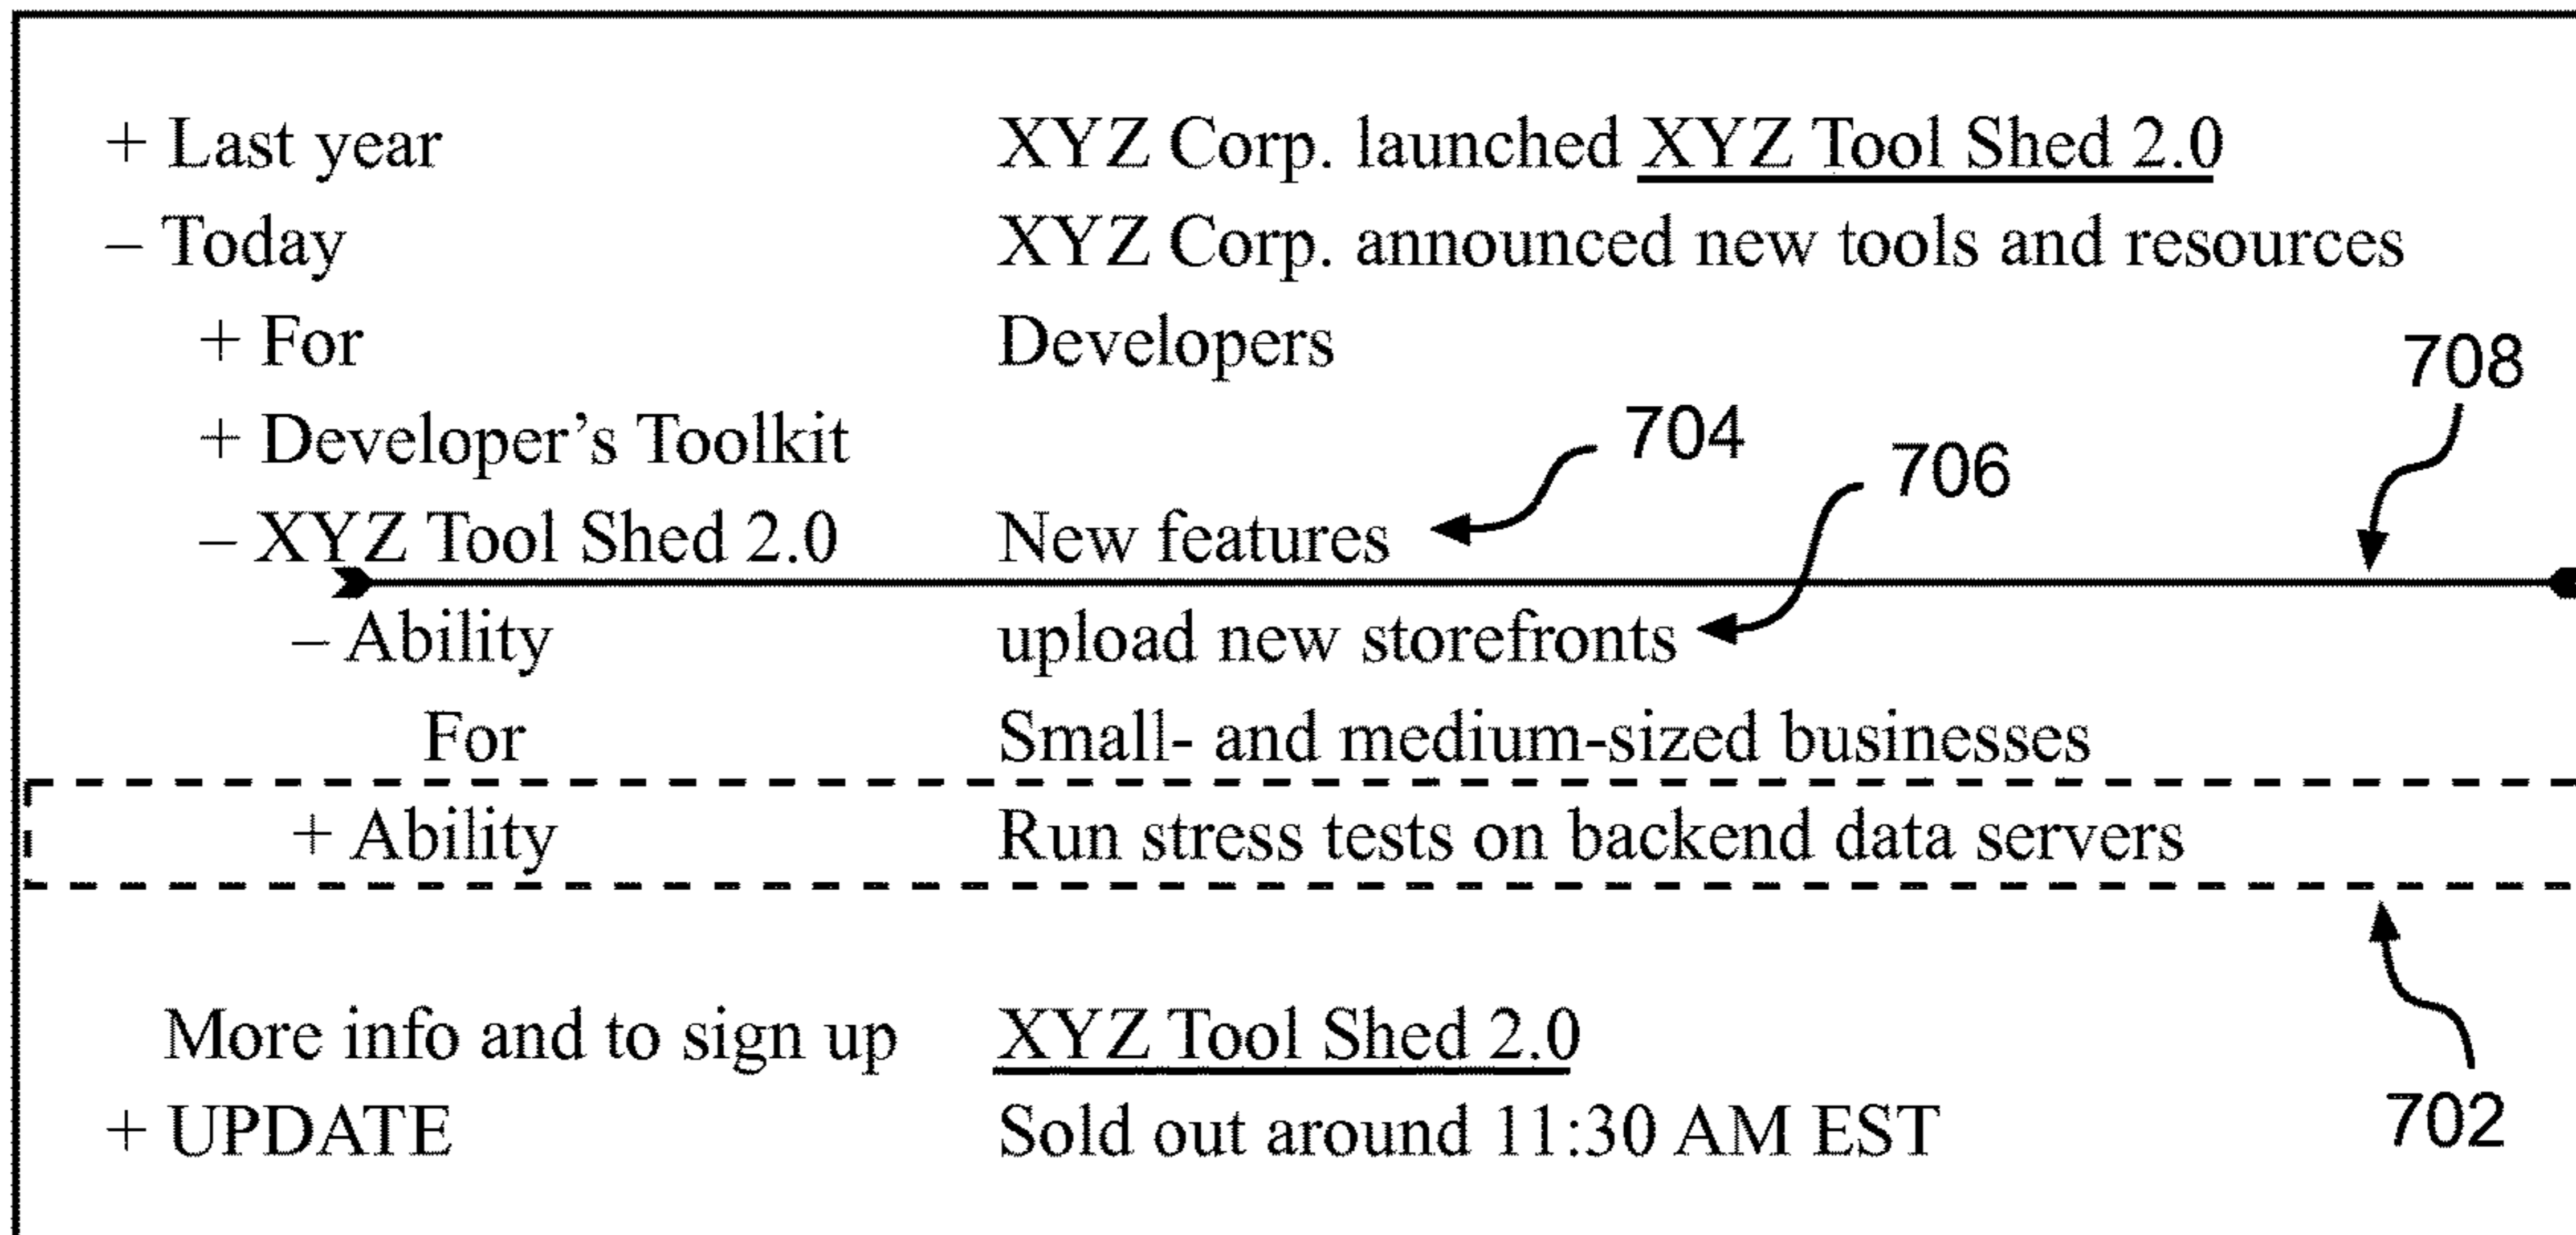 + Last year XYZ Corp. launched XYZ Tool Shed 2.0
– Today XYZ Corp. announced new tools and resources
+ For Developers
708
+ Developer’s Toolkit
704
706
– XYZ Tool Shed 2.0 New features
– Ability upload new storefronts
For Small- and medium-sized businesses
+ Ability Run stress tests on backend data servers
More info and to sign up XYZ Tool Shed 2.0
+ UPDATE Sold out around 11:30 AM EST
702